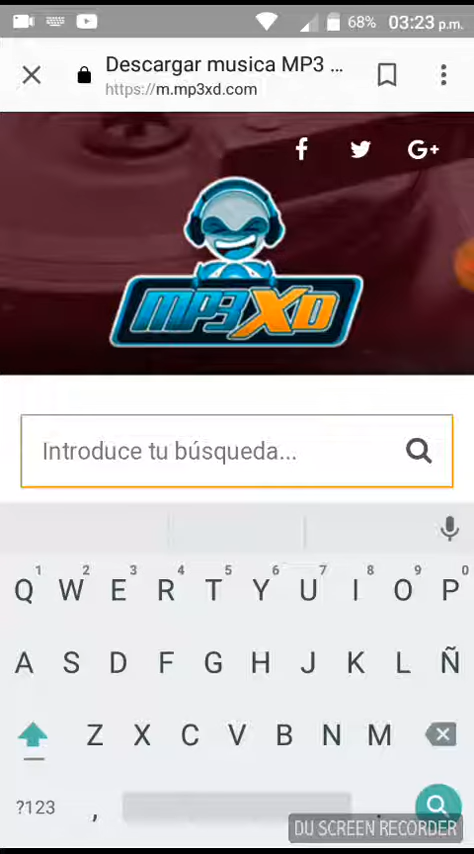 68% 03:23 p.m.
Descargar musica MP3 ...
https://m.mp3xd.com
f G+
MP3XD
Introduce tu búsqueda...
1 2 3 4 5 6 7 8 9 0
Q W E R T Y U I O P
A S D F G H J K L Ñ
Z X C V B N M
?123 , .
DU SCREEN RECORDER